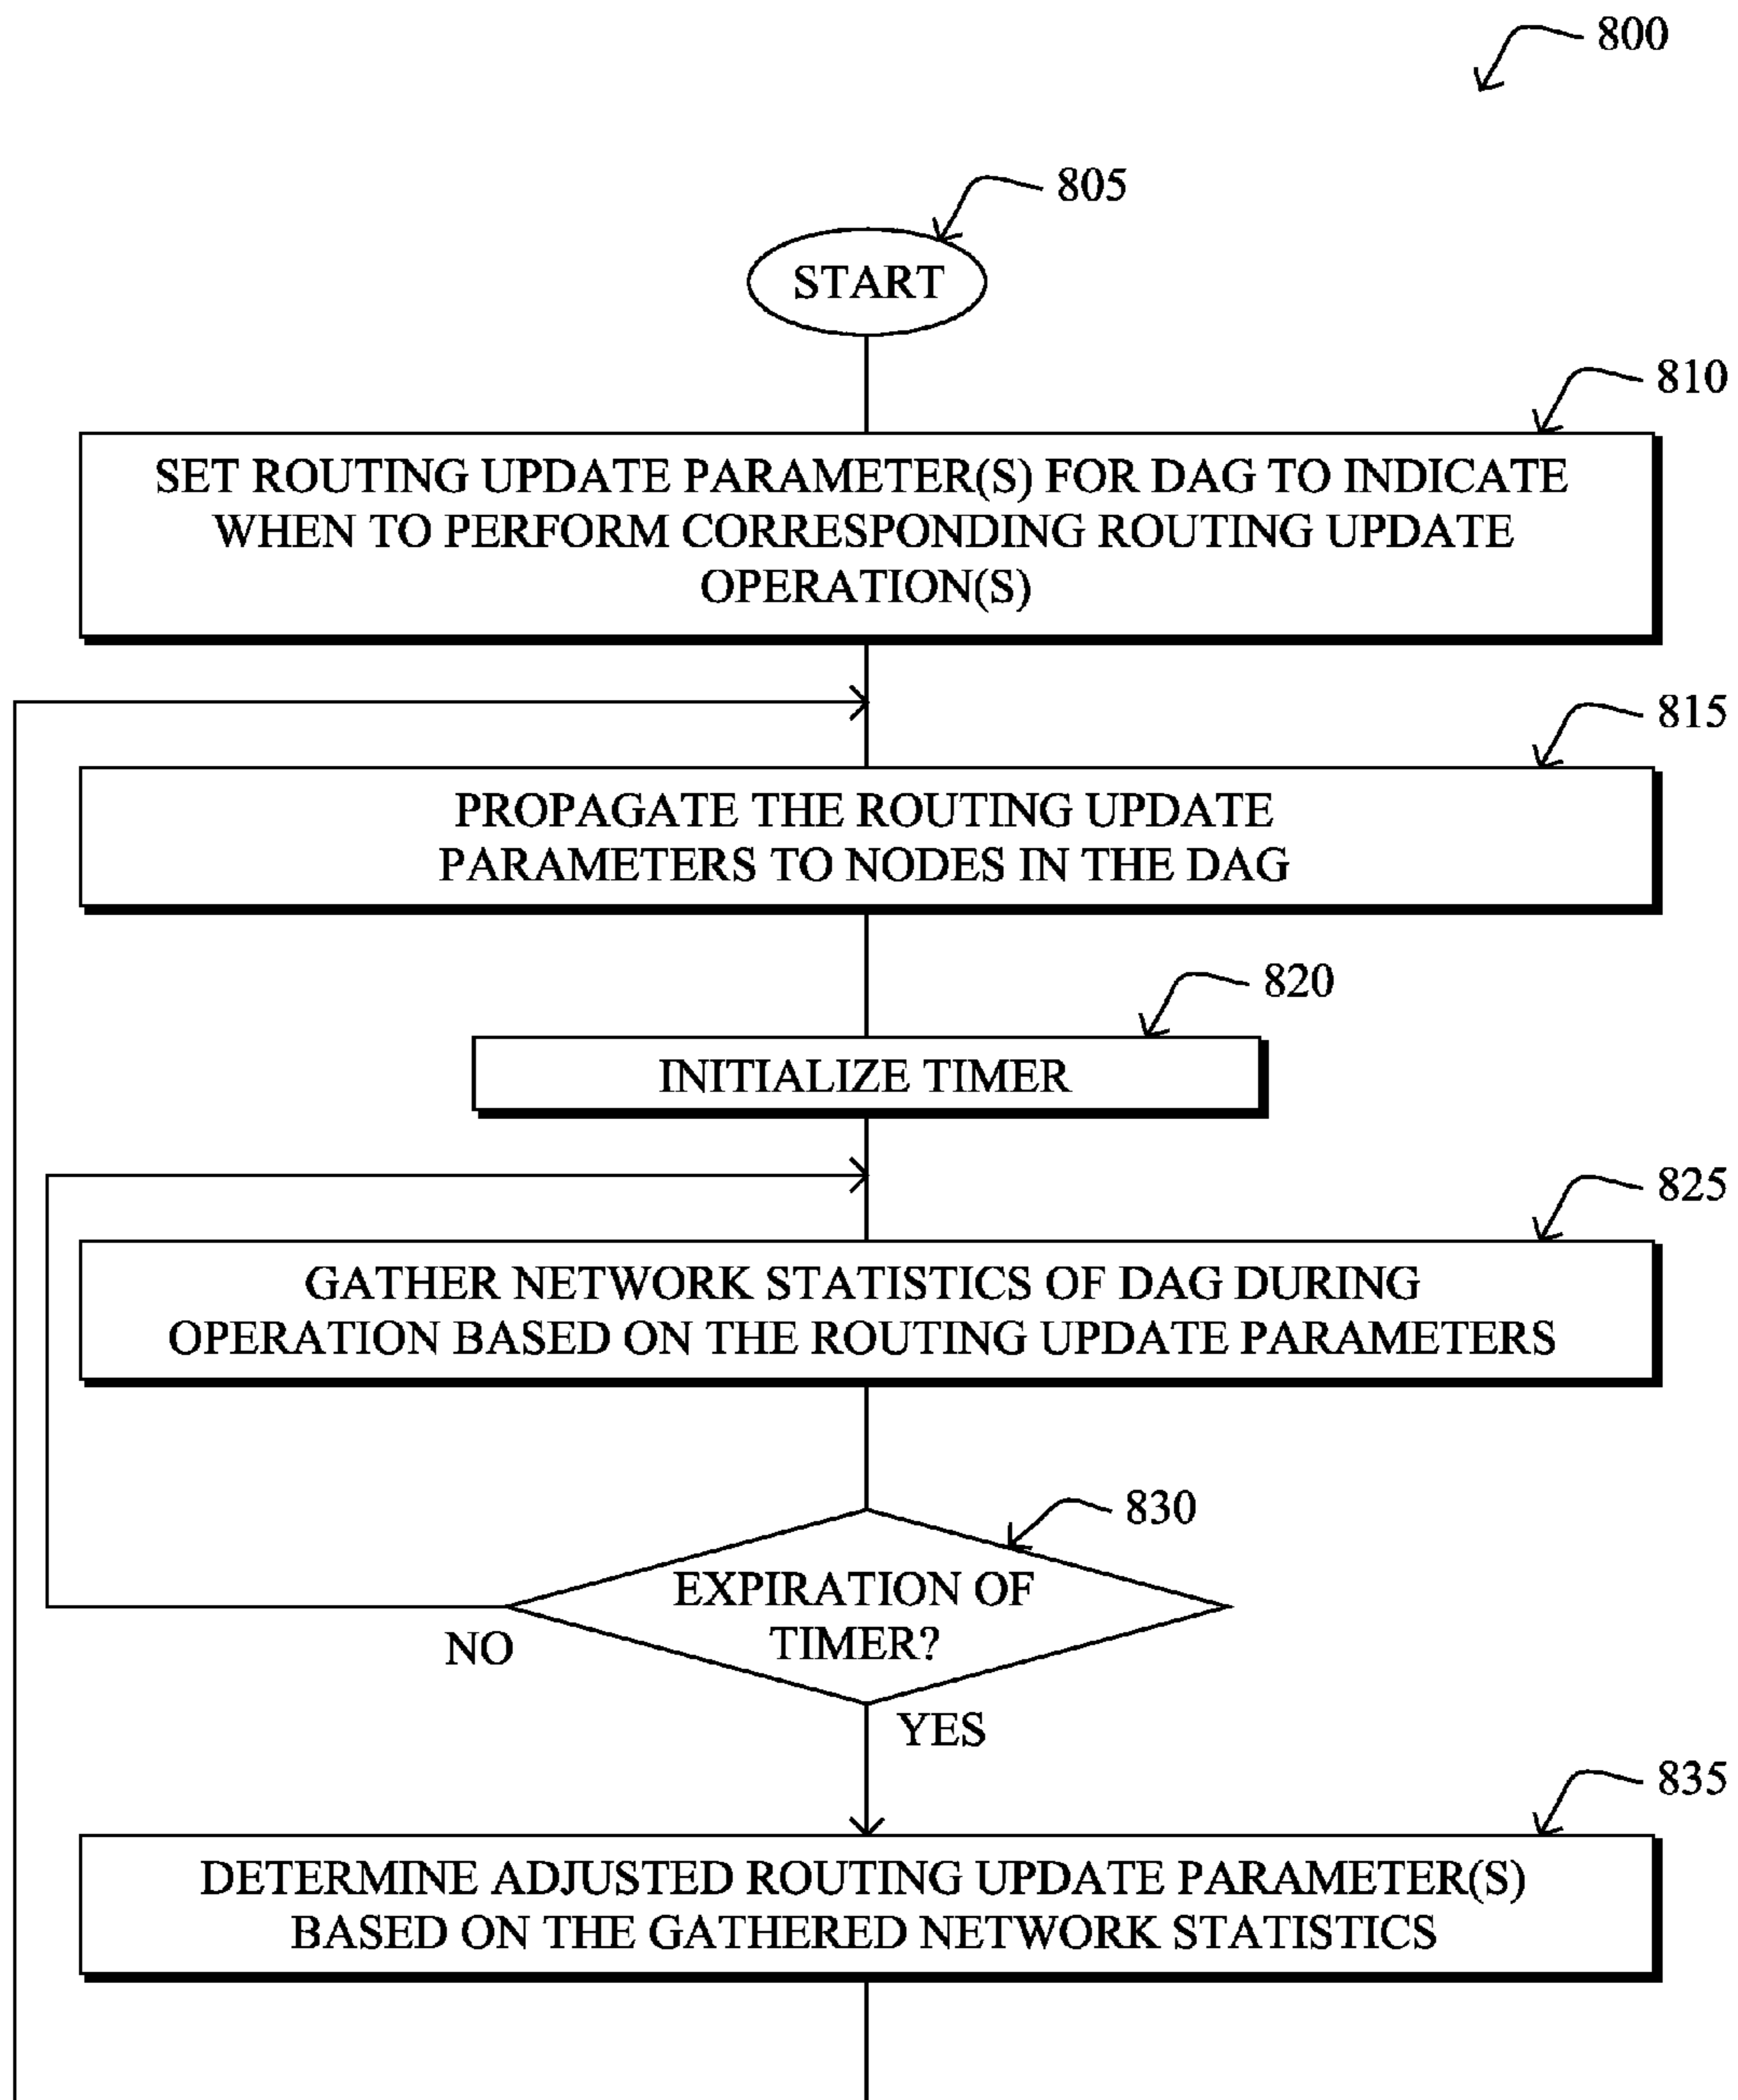 800
805
START
810
SET ROUTING UPDATE PARAMETER(S) FOR DAG TO INDICATE
WHEN TO PERFORM CORRESPONDING ROUTING UPDATE
OPERATION(S)
815
PROPAGATE THE ROUTING UPDATE
PARAMETERS TO NODES IN THE DAG
820
INITIALIZE TIMER
825
GATHER NETWORK STATISTICS OF DAG DURING
OPERATION BASED ON THE ROUTING UPDATE PARAMETERS
830
EXPIRATION OF
TIMER?
NO
YES
835
DETERMINE ADJUSTED ROUTING UPDATE PARAMETER(S)
BASED ON THE GATHERED NETWORK STATISTICS